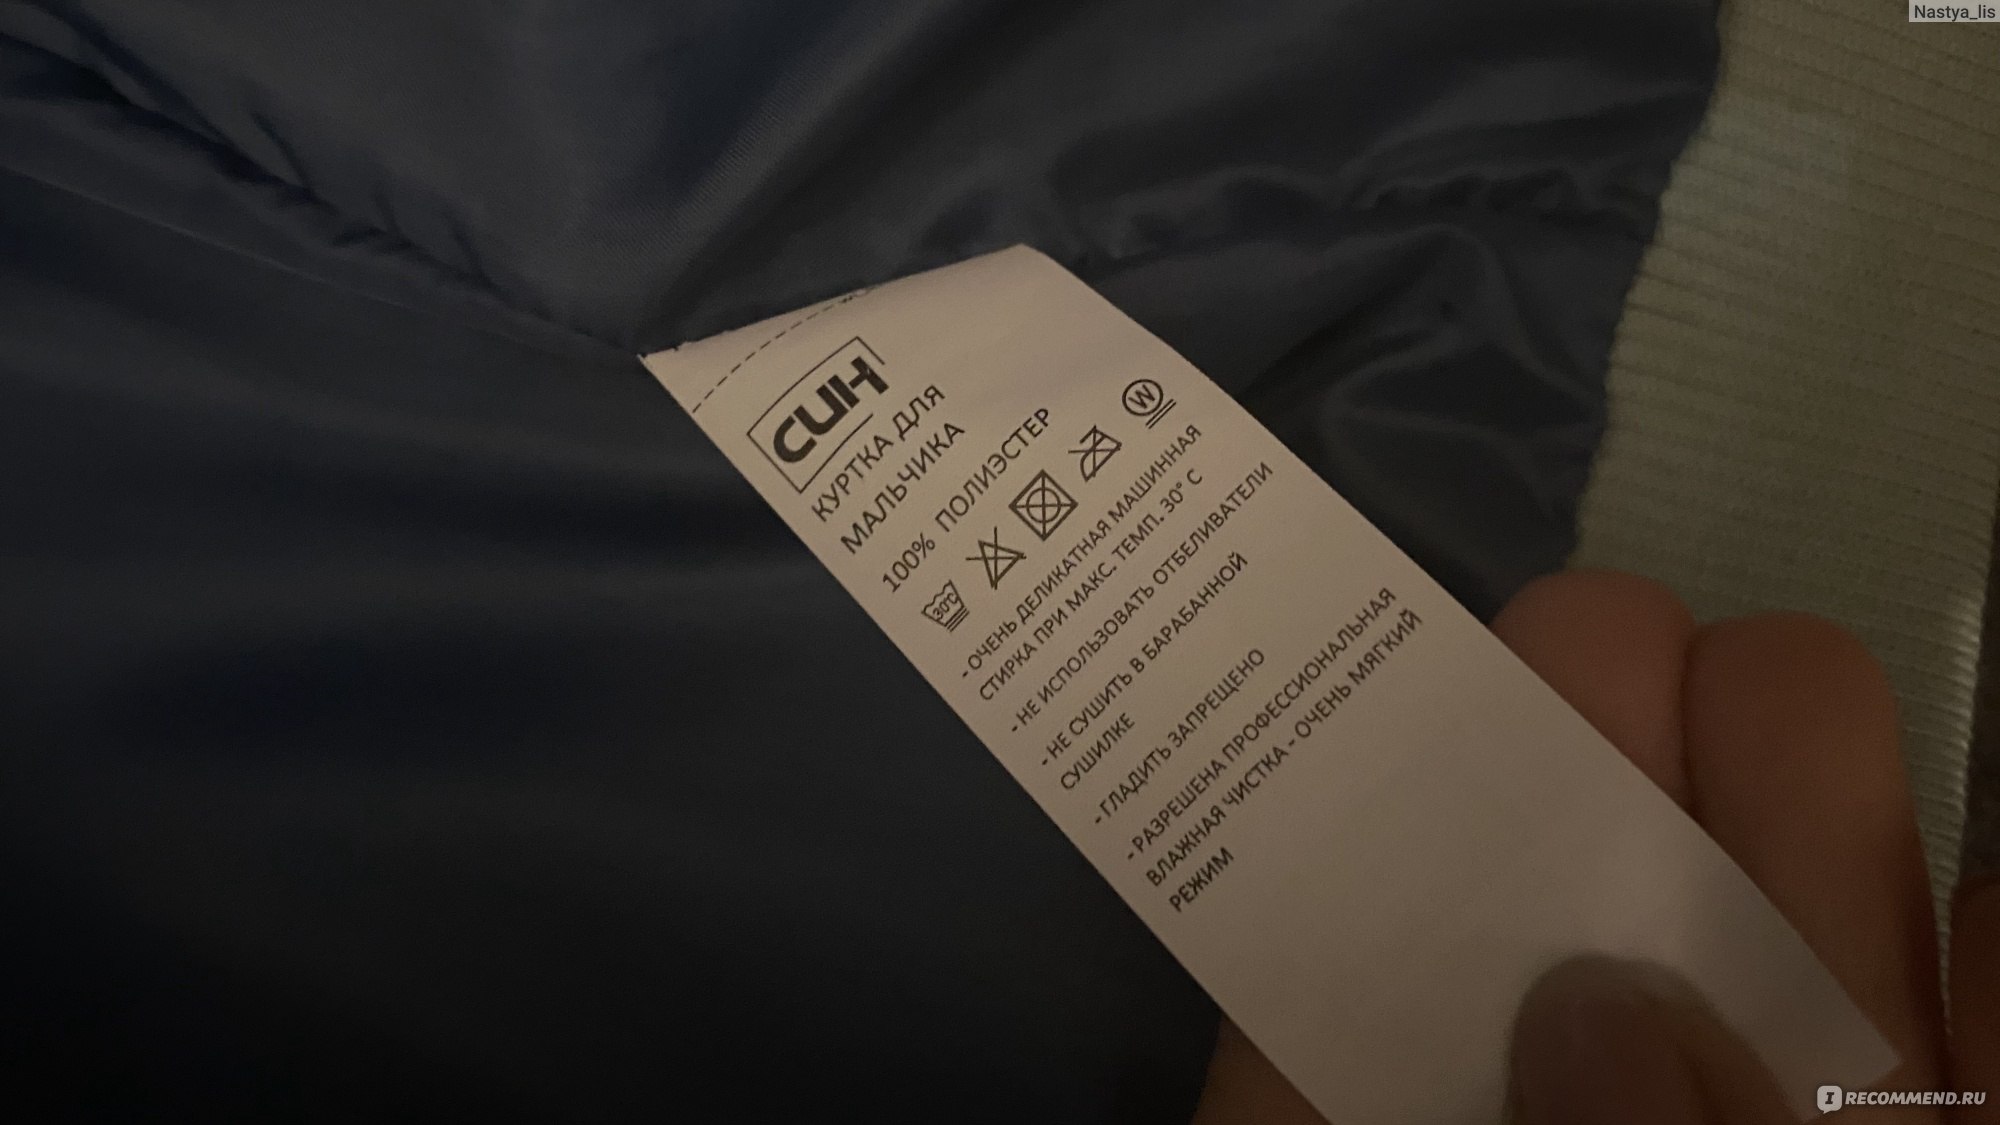 Nastya_lis
СИН
КУРТКА ДЛЯ
МАЛЬЧИКА
100% ПОЛИЭСТЕР
30°C
W
- ОЧЕНЬ ДЕЛИКАТНАЯ МАШИННАЯ
СТИРКА ПРИ МАКС. ТЕМП. 30° С
- НЕ ИСПОЛЬЗОВАТЬ ОТБЕЛИВАТЕЛИ
- НЕ СУШИТЬ В БАРАБАННОЙ
СУШИЛКЕ
- ГЛАДИТЬ ЗАПРЕЩЕНО
- РАЗРЕШЕНА ПРОФЕССИОНАЛЬНАЯ
ВЛАЖНАЯ ЧИСТКА - ОЧЕНЬ МЯГКИЙ
РЕЖИМ
I RECOMMEND.RU